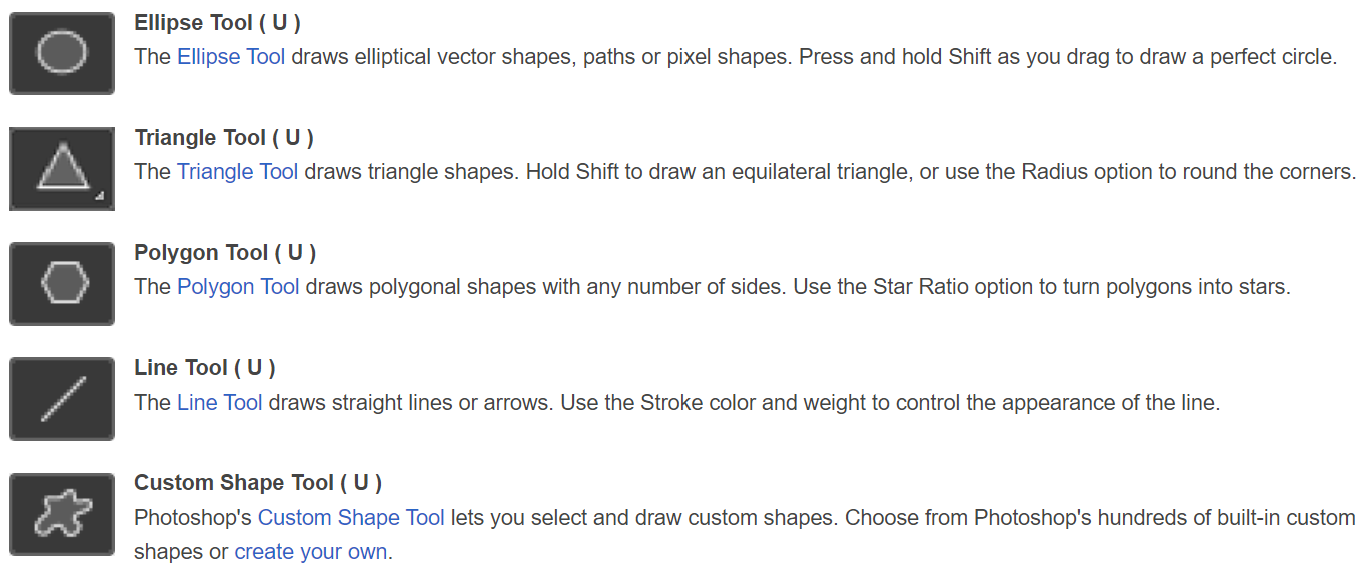 Ellipse Tool ( U )
The Ellipse Tool draws elliptical vector shapes, paths or pixel shapes. Press and hold Shift as you drag to draw a perfect circle.
Triangle Tool ( U )
The Triangle Tool draws triangle shapes. Hold Shift to draw an equilateral triangle, or use the Radius option to round the corners.
Polygon Tool ( U )
The Polygon Tool draws polygonal shapes with any number of sides. Use the Star Ratio option to turn polygons into stars.
Line Tool ( U )
The Line Tool draws straight lines or arrows. Use the Stroke color and weight to control the appearance of the line.
Custom Shape Tool ( U )
Photoshop's Custom Shape Tool lets you select and draw custom shapes. Choose from Photoshop's hundreds of built-in custom
shapes or create your own.